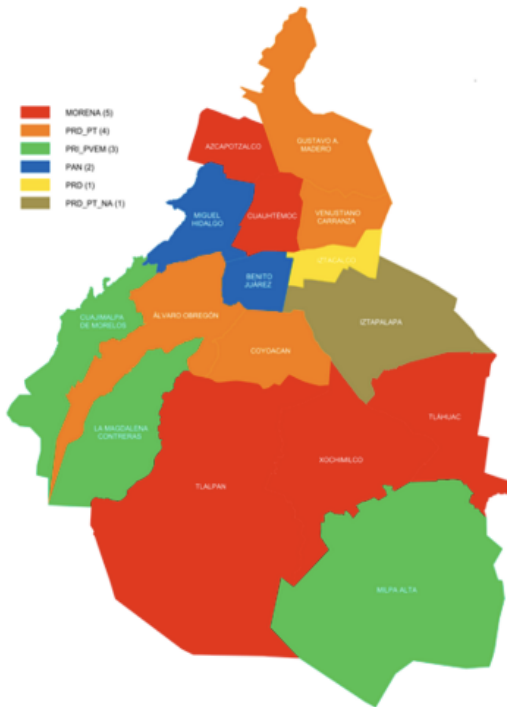 MORENA (5)
PRD_PT (4)
PRI_PVEM (3)
PAN (2)
PRD (1)
PRD_PT_NA (1)
GUSTAVO A.
MADERO
AZCAPOTZALCO
MIGUEL
HIDALGO
CUAUHTÉMOC
VENUSTIANO
CARRANZA
IZTACALCO
BENITO
JUÁREZ
CUAJIMALPA
DE MORELOS
ÁLVARO OBREGÓN
IZTAPALAPA
COYOACAN
LA MAGDALENA
CONTRERAS
TLÁHUAC
XOCHIMILCO
TLALPAN
MILPA ALTA